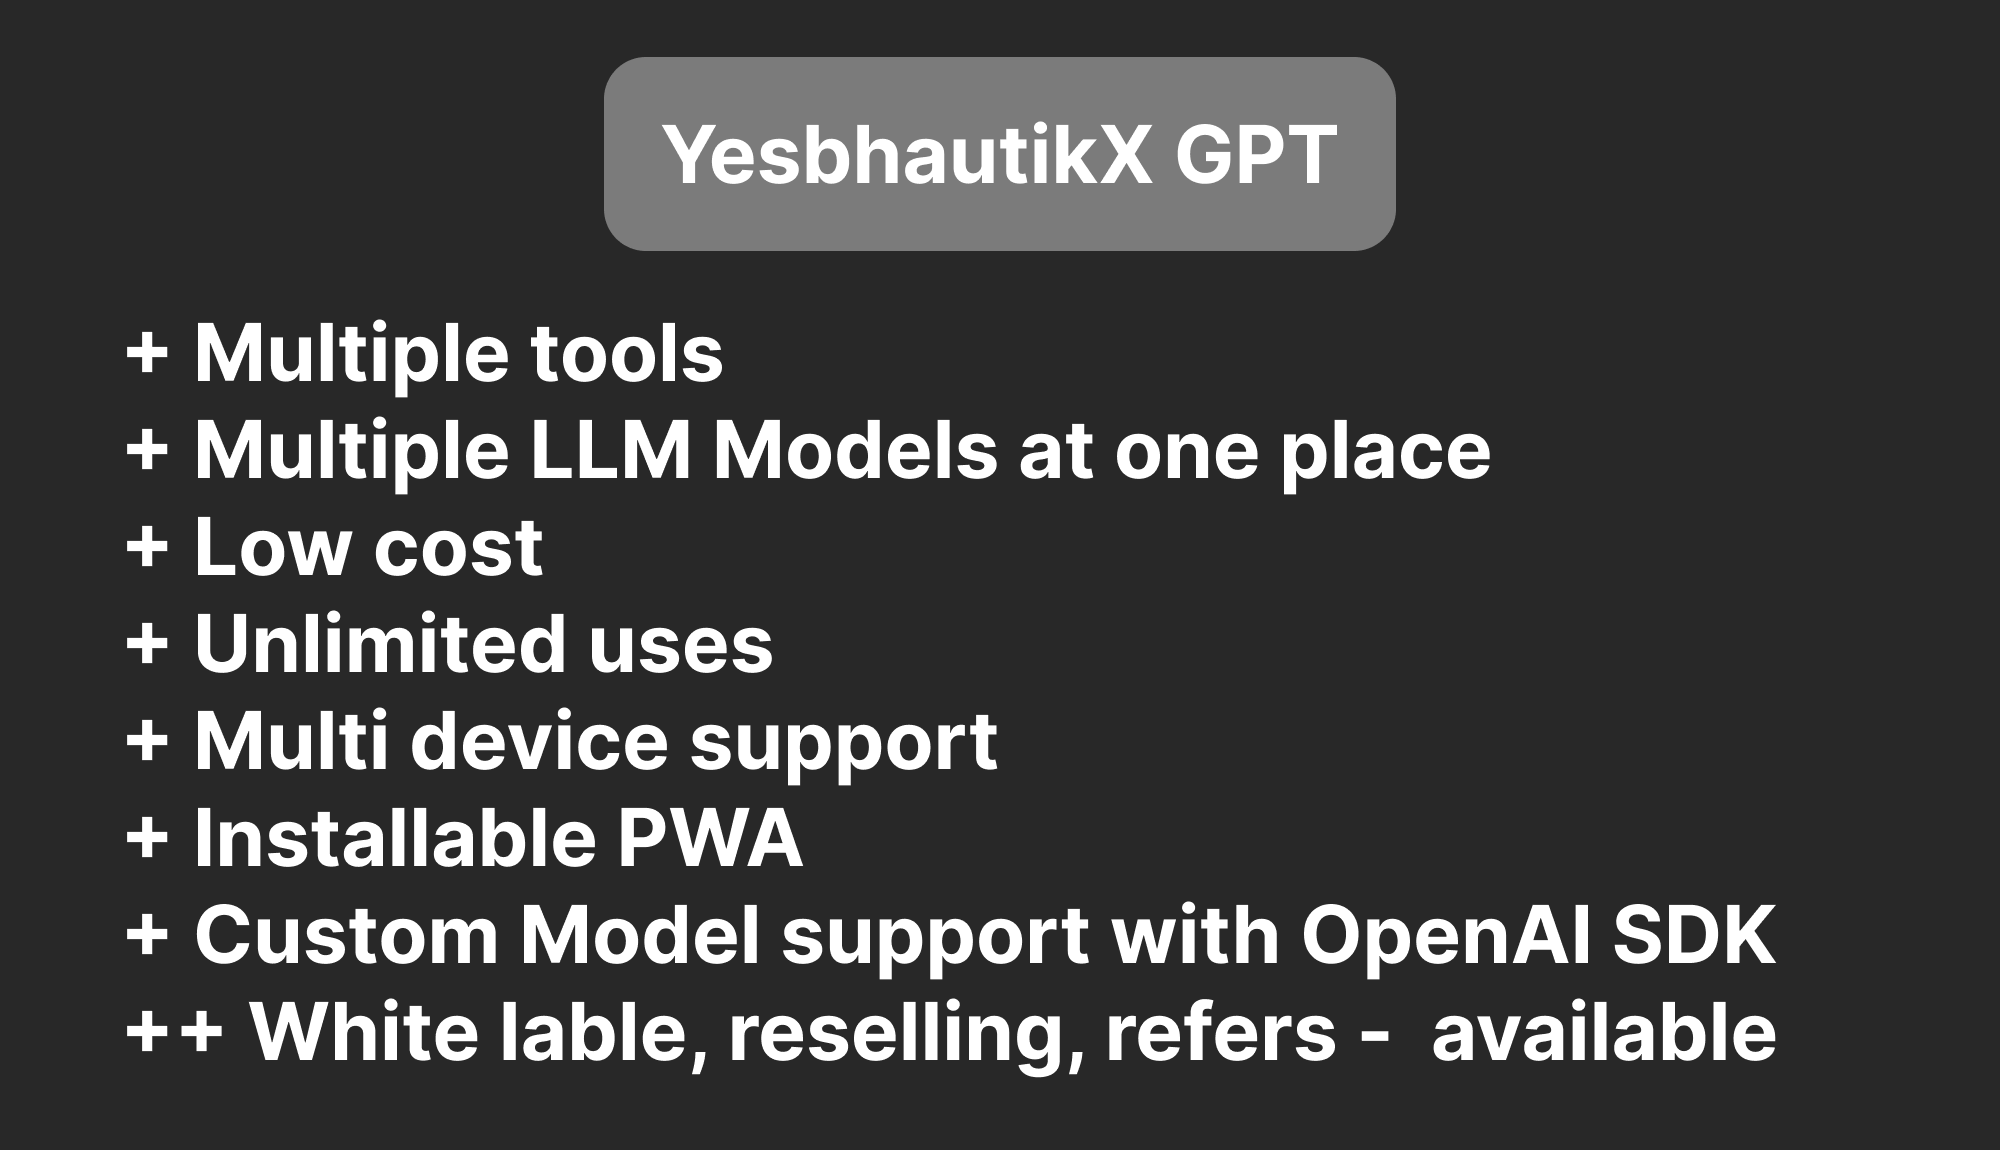 YesbhautikX GPT
+ Multiple tools
+ Multiple LLM Models at one place
+ Low cost
+ Unlimited uses
+ Multi device support
+ Installable PWA
+ Custom Model support with OpenAI SDK
++ White lable, reselling, refers -  available